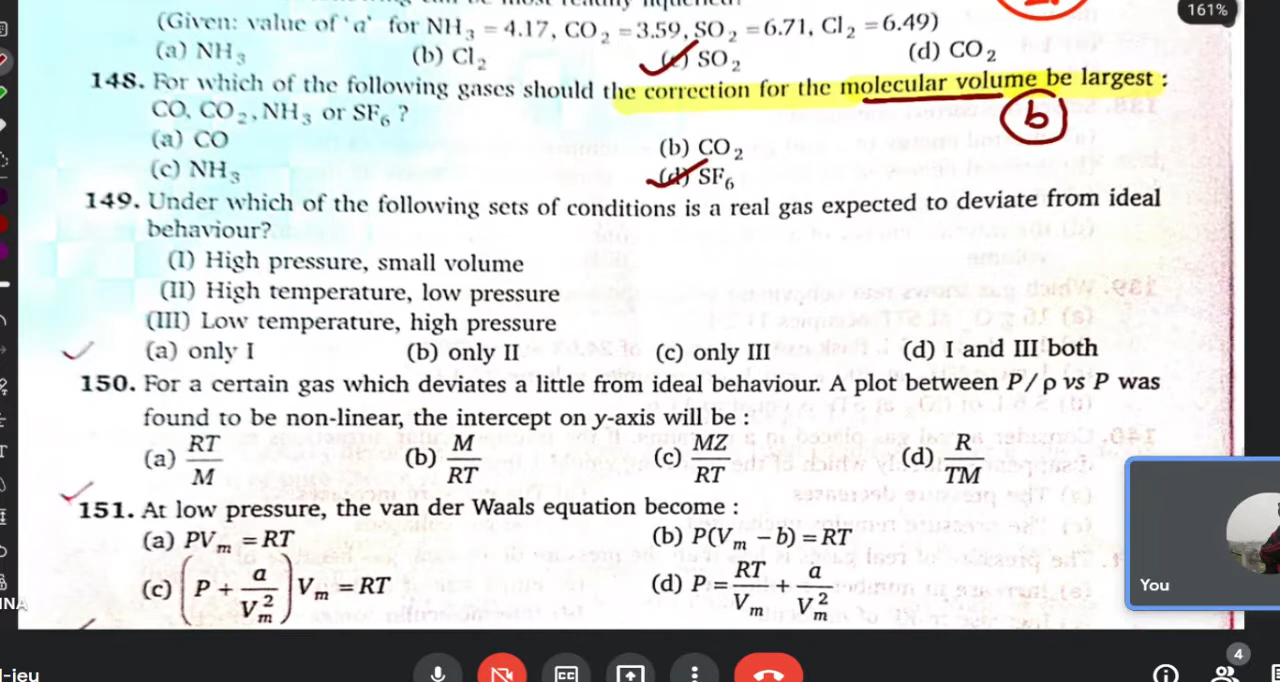 161%
(Given: value of 'a' for NH3 = 4.17, CO2 = 3.59, SO2 = 6.71, Cl2 = 6.49)
(a) NH3 (b) Cl2 (c) SO2 (d) CO2
148. For which of the following gases should the correction for the molecular volume be largest :
CO, CO2, NH3 or SF6 ?
b
(a) CO (b) CO2
(c) NH3 (d) SF6
149. Under which of the following sets of conditions is a real gas expected to deviate from ideal
behaviour?
(I) High pressure, small volume
(II) High temperature, low pressure
(III) Low temperature, high pressure
(a) only I (b) only II (c) only III (d) I and III both
150. For a certain gas which deviates a little from ideal behaviour. A plot between P/ρ vs P was
found to be non-linear, the intercept on y-axis will be :
(a) RT/M (b) M/RT (c) MZ/RT (d) R/TM
151. At low pressure, the van der Waals equation become :
(a) PVm = RT (b) P(Vm − b) = RT
(c) (P + a/Vm²) Vm = RT (d) P = RT/Vm + a/Vm²
You
4